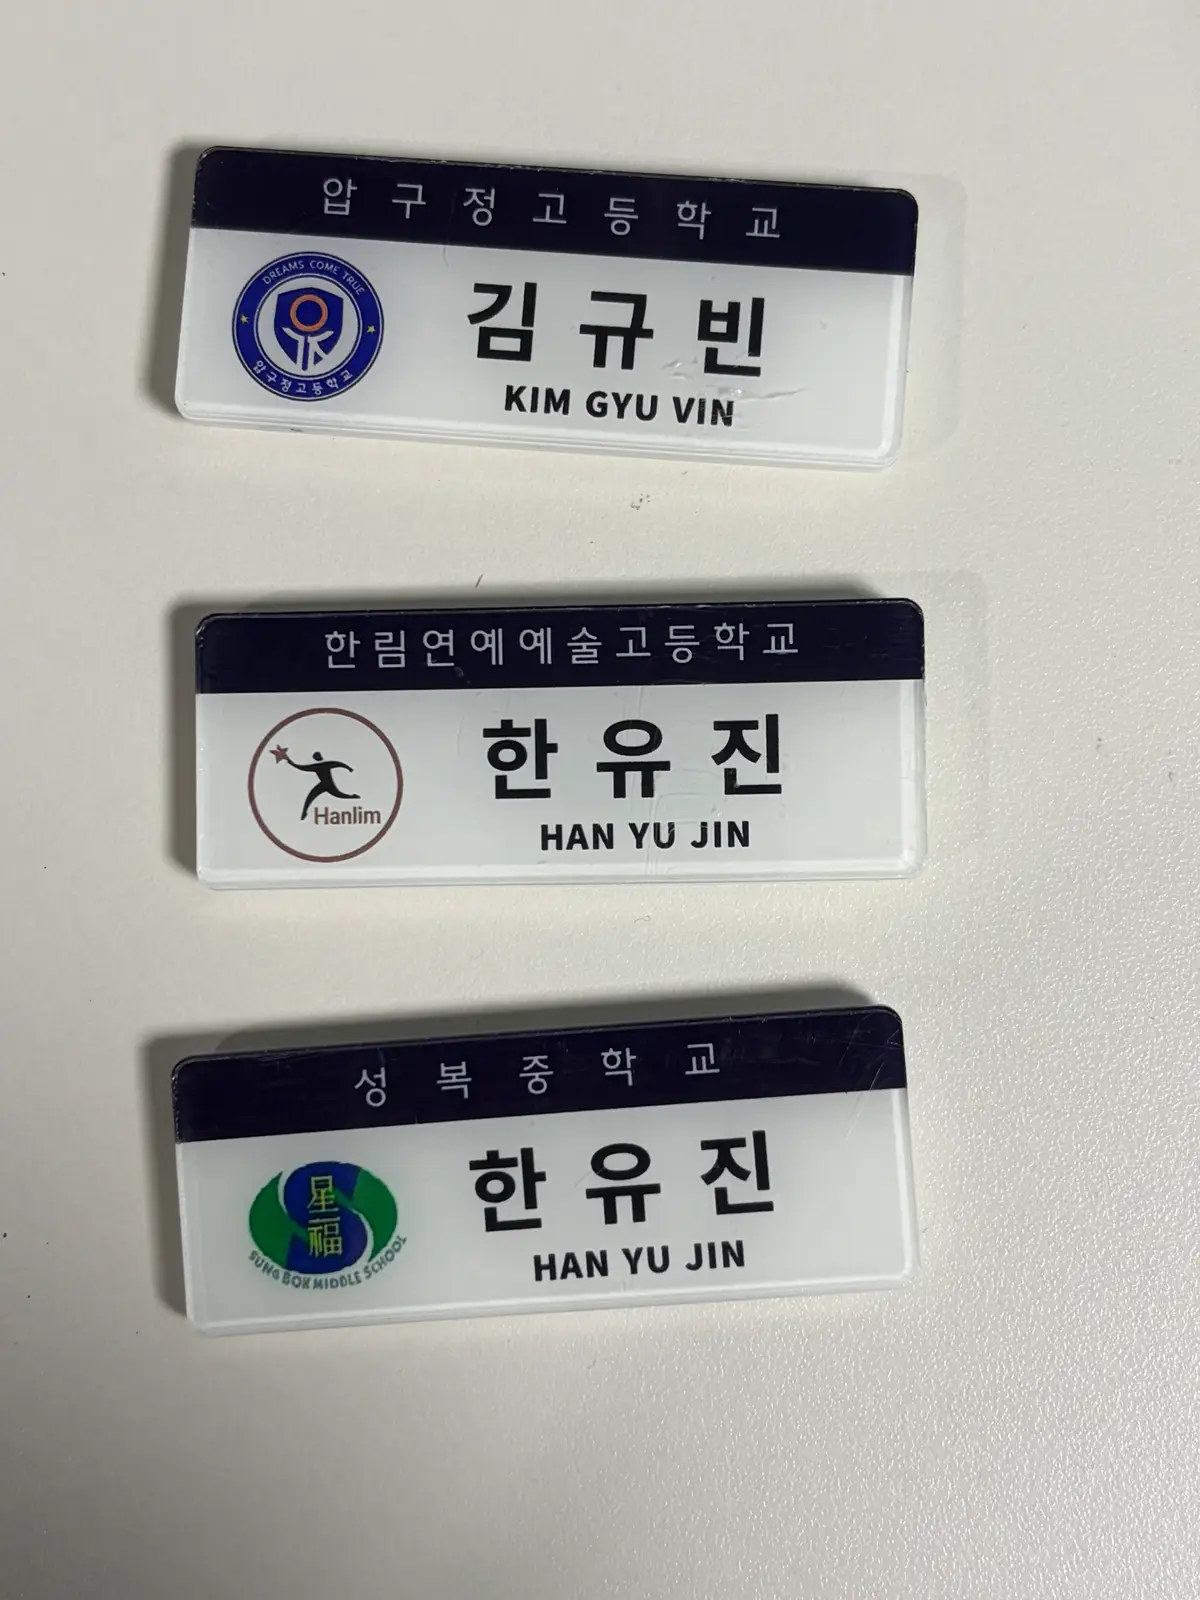 압구정고등학교
DREAMS COME TRUE
압구정고등학교
김규빈
KIM GYU VIN
한림연예예술고등학교
Hanlim
한유진
HAN YU JIN
성복중학교
星福
SUNG BOK MIDDLE SCHOOL
한유진
HAN YU JIN